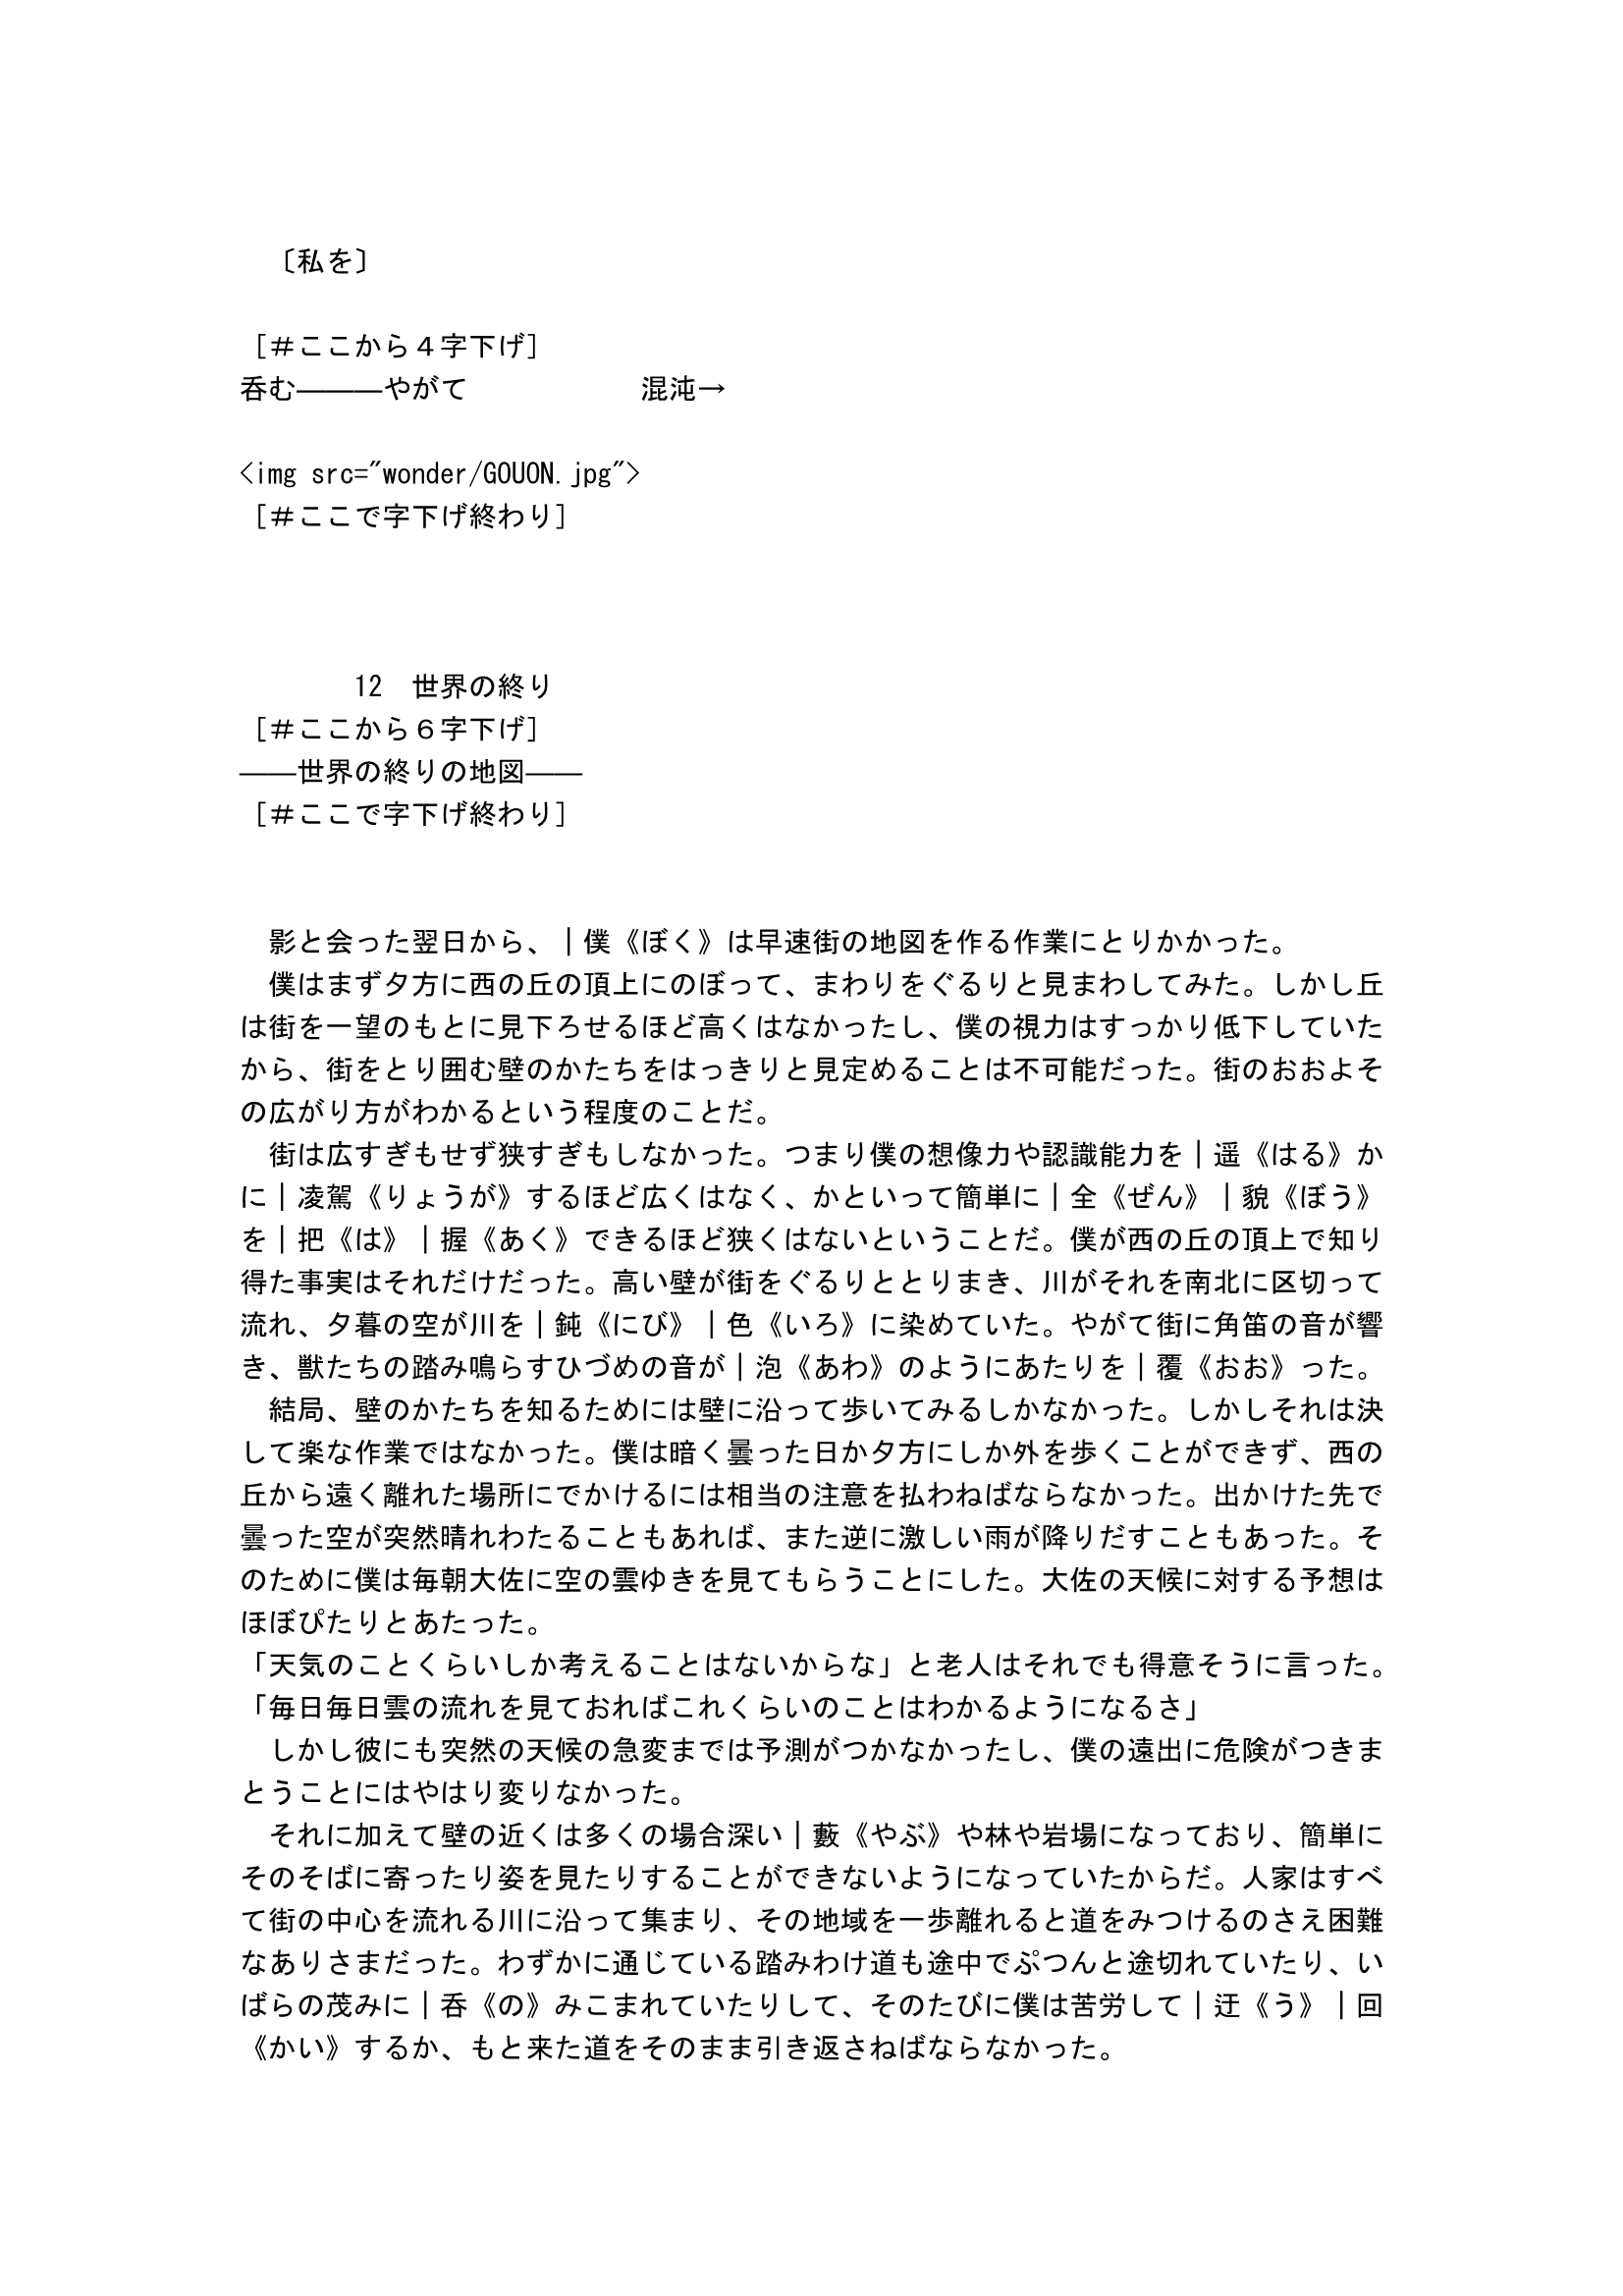 〔私を〕
［＃ここから４字下げ］
呑む―――やがて　　　　　　混沌→
<img src="wonder/GOUON.jpg">
［＃ここで字下げ終わり］
12　世界の終り
［＃ここから６字下げ］
――世界の終りの地図――
［＃ここで字下げ終わり］
影と会った翌日から、｜僕《ぼく》は早速街の地図を作る作業にとりかかった。
僕はまず夕方に西の丘の頂上にのぼって、まわりをぐるりと見まわしてみた。しかし丘
は街を一望のもとに見下ろせるほど高くはなかったし、僕の視力はすっかり低下していた
から、街をとり囲む壁のかたちをはっきりと見定めることは不可能だった。街のおおよそ
の広がり方がわかるという程度のことだ。
街は広すぎもせず狭すぎもしなかった。つまり僕の想像力や認識能力を｜遥《はる》か
に｜凌駕《りょうが》するほど広くはなく、かといって簡単に｜全《ぜん》｜貌《ぼう》
を｜把《は》｜握《あく》できるほど狭くはないということだ。僕が西の丘の頂上で知り
得た事実はそれだけだった。高い壁が街をぐるりととりまき、川がそれを南北に区切って
流れ、夕暮の空が川を｜鈍《にび》｜色《いろ》に染めていた。やがて街に角笛の音が響
き、獣たちの踏み鳴らすひづめの音が｜泡《あわ》のようにあたりを｜覆《おお》った。
結局、壁のかたちを知るためには壁に沿って歩いてみるしかなかった。しかしそれは決
して楽な作業ではなかった。僕は暗く曇った日か夕方にしか外を歩くことができず、西の
丘から遠く離れた場所にでかけるには相当の注意を払わねばならなかった。出かけた先で
曇った空が突然晴れわたることもあれば、また逆に激しい雨が降りだすこともあった。そ
のために僕は毎朝大佐に空の雲ゆきを見てもらうことにした。大佐の天候に対する予想は
ほぼぴたりとあたった。
「天気のことくらいしか考えることはないからな」と老人はそれでも得意そうに言った。
「毎日毎日雲の流れを見ておればこれくらいのことはわかるようになるさ」
しかし彼にも突然の天候の急変までは予測がつかなかったし、僕の遠出に危険がつきま
とうことにはやはり変りなかった。
それに加えて壁の近くは多くの場合深い｜藪《やぶ》や林や岩場になっており、簡単に
そのそばに寄ったり姿を見たりすることができないようになっていたからだ。人家はすべ
て街の中心を流れる川に沿って集まり、その地域を一歩離れると道をみつけるのさえ困難
なありさまだった。わずかに通じている踏みわけ道も途中でぷつんと途切れていたり、い
ばらの茂みに｜呑《の》みこまれていたりして、そのたびに僕は苦労して｜迂《う》｜回
《かい》するか、もと来た道をそのまま引き返さねばならなかった。